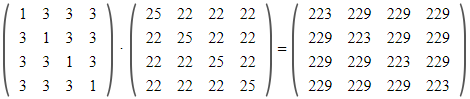 ( 1 3 3 3 ) · ( 25 22 22 22 ) = ( 223 229 229 229 )
( 3 1 3 3 ) ( 22 25 22 22 ) ( 229 223 229 229 )
( 3 3 1 3 ) ( 22 22 25 22 ) ( 229 229 223 229 )
( 3 3 3 1 ) ( 22 22 22 25 ) ( 229 229 229 223 )